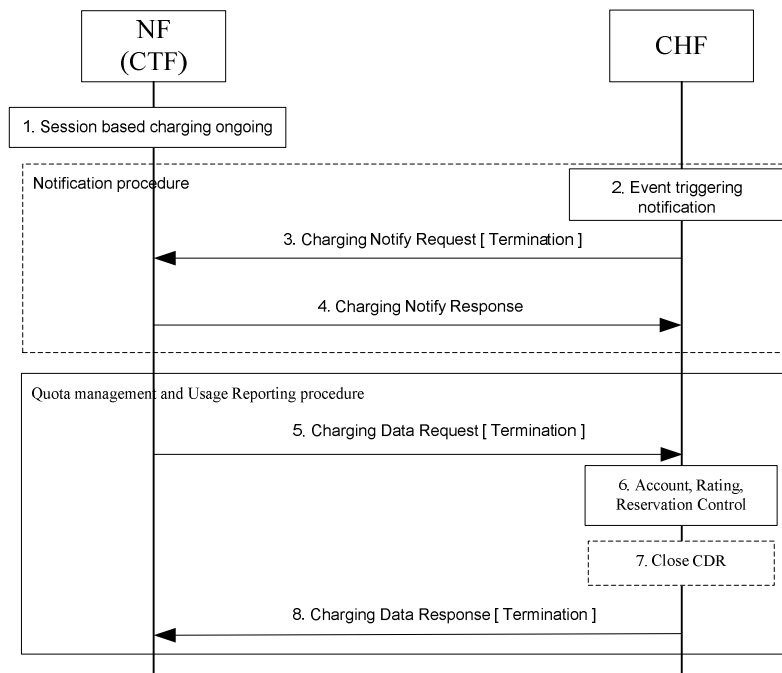 NF
(CTF)
CHF
1. Session based charging ongoing
Notification procedure
2. Event triggering
notification
3. Charging Notify Request [ Termination ]
4. Charging Notify Response
Quota management and Usage Reporting procedure
5. Charging Data Request [ Termination ]
6. Account, Rating,
Reservation Control
7. Close CDR
8. Charging Data Response [ Termination ]